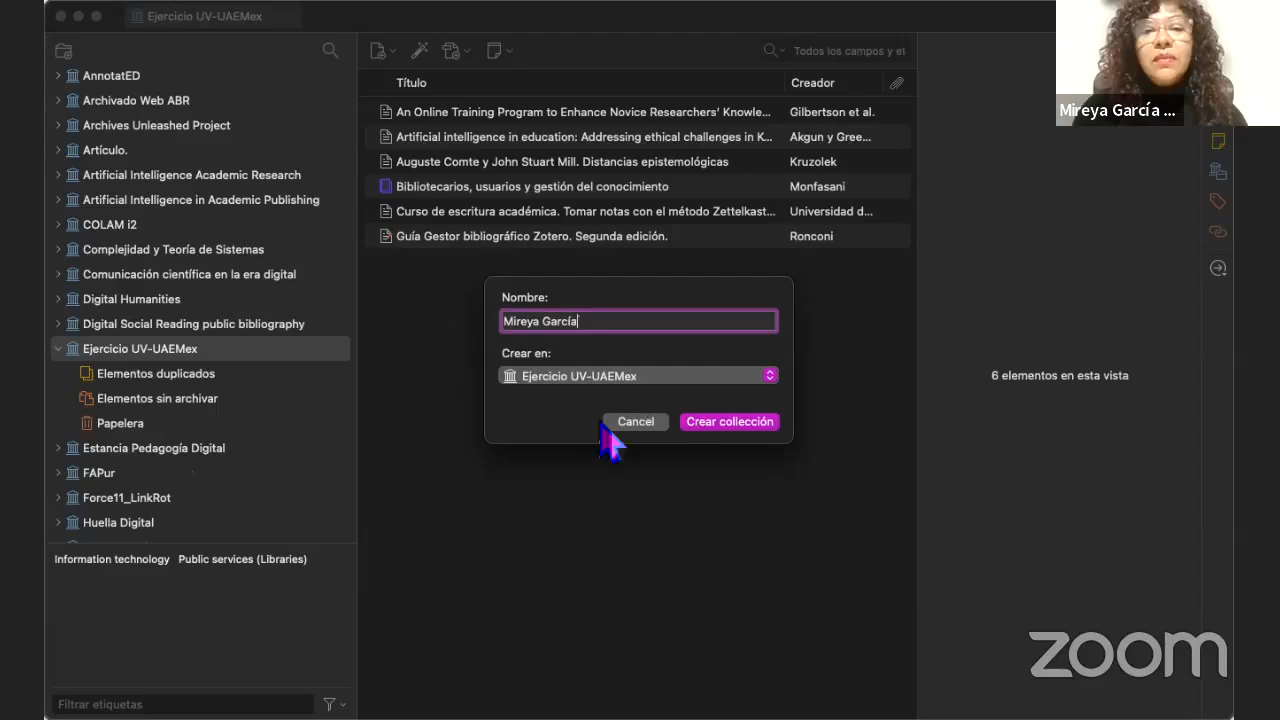 Ejercicio UV-UAEMex
AnnotatED
Archivado Web ABR
Archives Unleashed Project
Artículo.
Artificial Intelligence Academic Research
Artificial Intelligence in Academic Publishing
COLAM i2
Complejidad y Teoría de Sistemas
Comunicación científica en la era digital
Digital Humanities
Digital Social Reading public bibliography
Ejercicio UV-UAEMex
Elementos duplicados
Elementos sin archivar
Papelera
Estancia Pedagogía Digital
FAPur
Force11_LinkRot
Huella Digital
Information technology Public services (Libraries)
Filtrar etiquetas
Todos los campos y et
Título Creador
An Online Training Program to Enhance Novice Researchers’ Knowle... Gilbertson et al.
Artificial intelligence in education: Addressing ethical challenges in K... Akgun y Gree...
Auguste Comte y John Stuart Mill. Distancias epistemológicas Kruzolek
Bibliotecarios, usuarios y gestión del conocimiento Monfasani
Curso de escritura académica. Tomar notas con el método Zettelkast... Universidad d...
Guía Gestor bibliográfico Zotero. Segunda edición. Ronconi
Nombre:
Mireya García
Crear en:
Ejercicio UV-UAEMex
Cancel Crear collección
6 elementos en esta vista
Mireya García ...
zoom